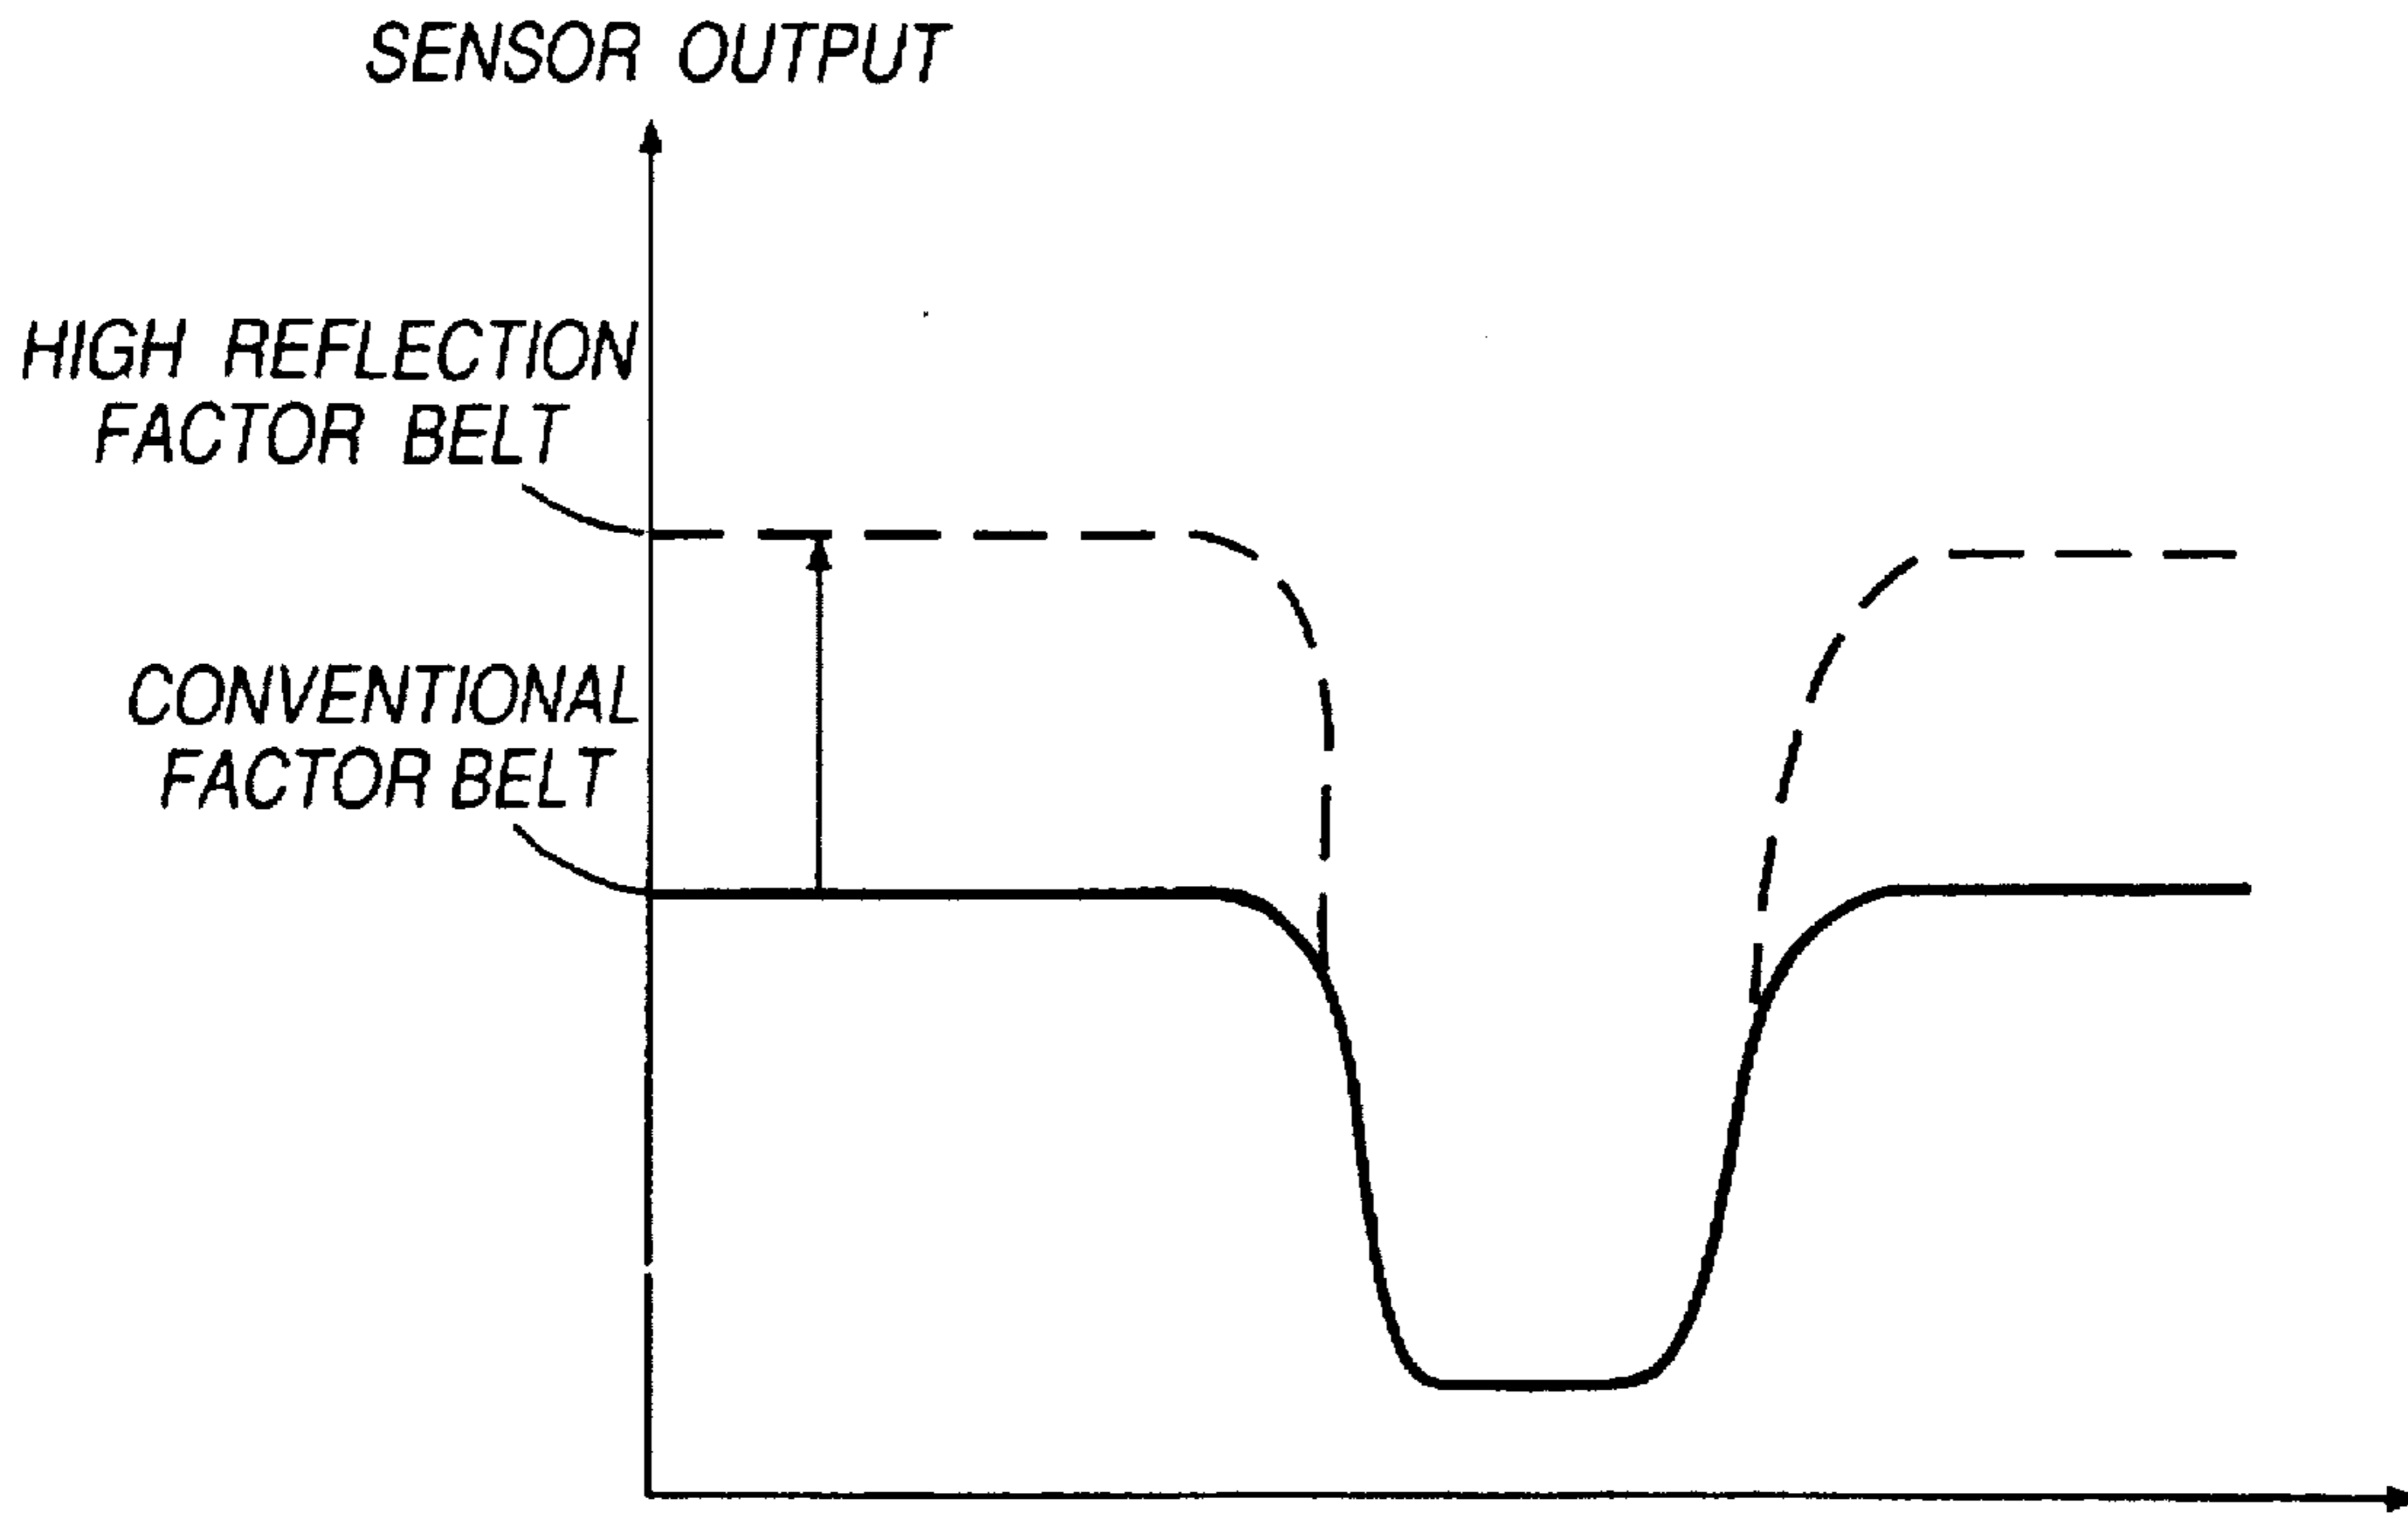 SENSOR OUTPUT
HIGH REFLECTION
FACTOR BELT
CONVENTIONAL
FACTOR BELT